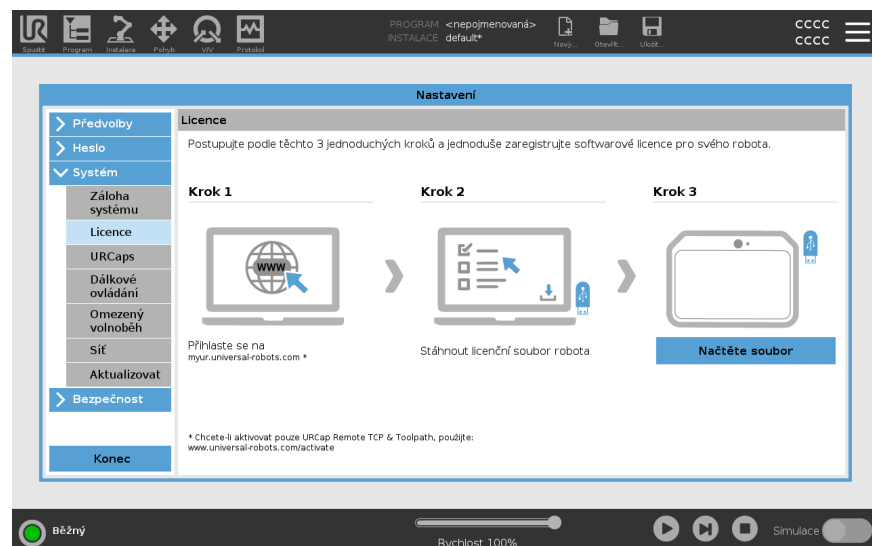 PROGRAM <nepojmenovaná>
INSTALACE default*
cccc
cccc
Spustit Program Instalace Pohyb V/V Protokol
Nový... Otevřít... Uložit...
Nastavení
Předvolby
Heslo
Systém
Záloha
systému
Licence
URCaps
Dálkové
ovládání
Omezený
volnoběh
Síť
Aktualizovat
Bezpečnost
Konec
Licence
Postupujte podle těchto 3 jednoduchých kroků a jednoduše zaregistrujte softwarové licence pro svého robota.
Krok 1
WWW
Přihlaste se na
myur.universal-robots.com *
Krok 2
Stáhnout licenční soubor robota
Krok 3
Načtěte soubor
* Chcete-li aktivovat pouze URCap Remote TCP & Toolpath, použijte:
www.universal-robots.com/activate
Běžný
Rychlost 100%
Simulace